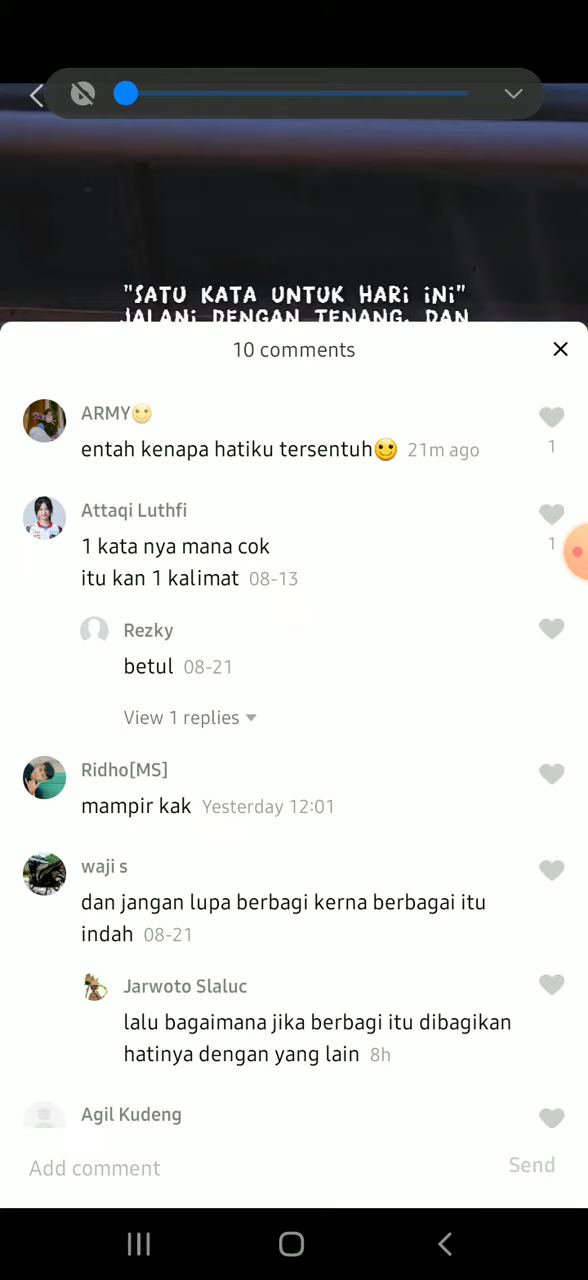 "SATU KATA UNTUK HARi iNi"
JALANi DENGAN TENANG, DAN
10 comments
ARMY🙂
entah kenapa hatiku tersentuh🙂 21m ago
1
Attaqi Luthfi
1 kata nya mana cok
itu kan 1 kalimat 08-13
1
Rezky
betul 08-21
View 1 replies
Ridho[MS]
mampir kak Yesterday 12:01
waji s
dan jangan lupa berbagi kerna berbagai itu
indah 08-21
Jarwoto Slaluc
lalu bagaimana jika berbagi itu dibagikan
hatinya dengan yang lain 8h
Agil Kudeng
Add comment
Send